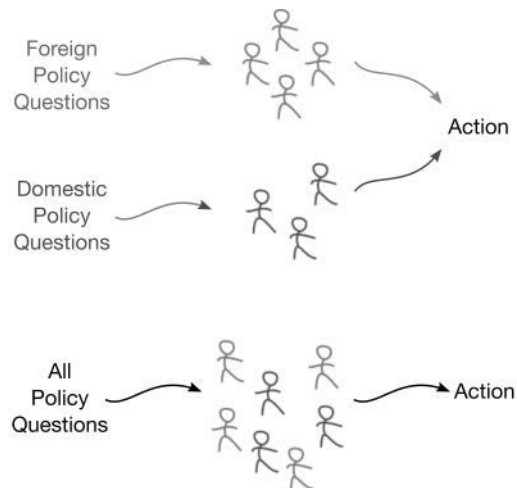 Foreign
Policy
Questions
Action
Domestic
Policy
Questions
All
Policy
Questions
Action